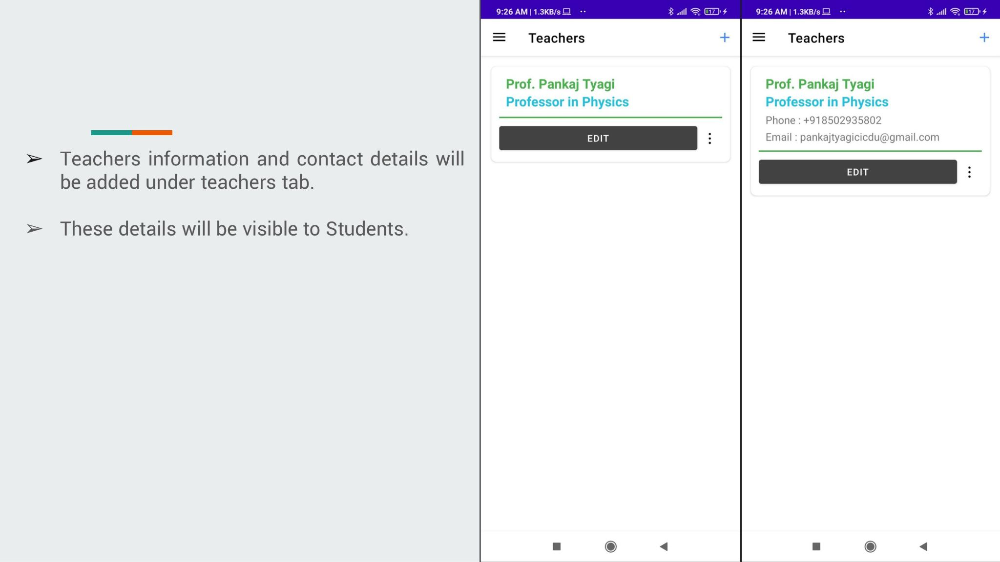 ➢ Teachers information and contact details will
be added under teachers tab.
➢ These details will be visible to Students.
9:26 AM | 1.3KB/s
17
Teachers
Prof. Pankaj Tyagi
Professor in Physics
EDIT
9:26 AM | 1.3KB/s
17
Teachers
Prof. Pankaj Tyagi
Professor in Physics
Phone : +918502935802
Email : pankajtyagicicdu@gmail.com
EDIT